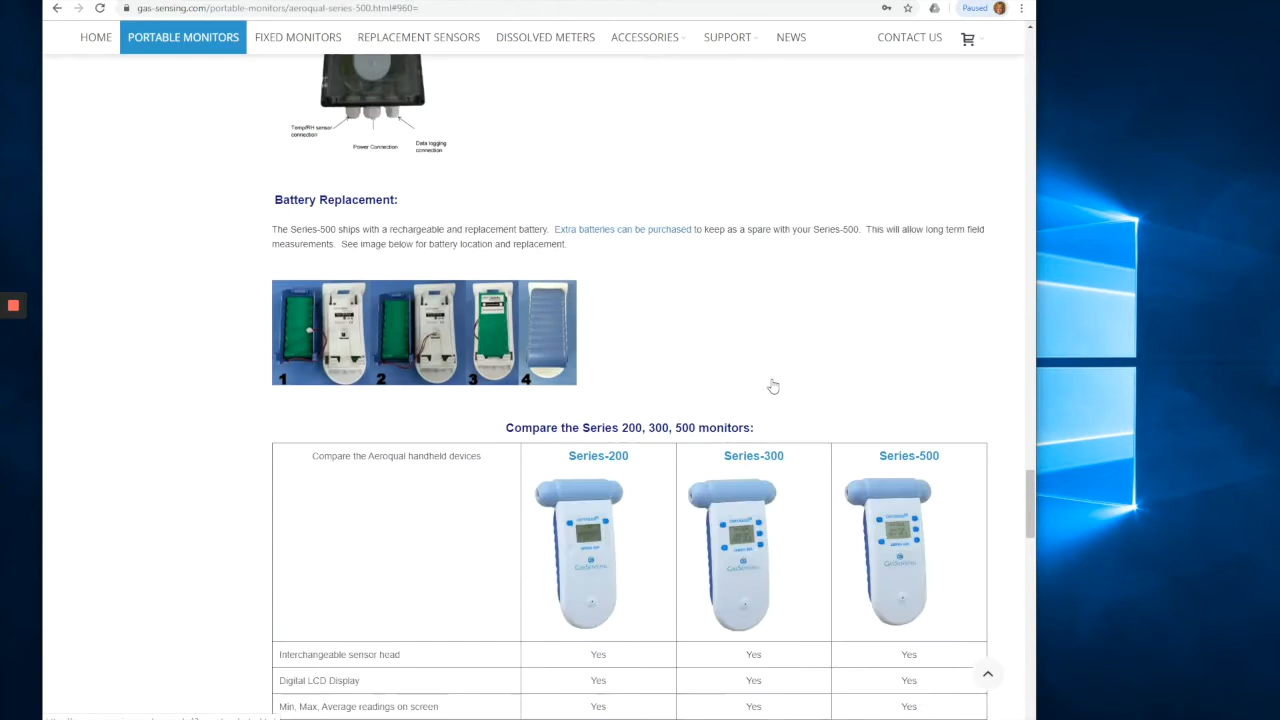 gas-sensing.com/portable-monitors/aeroqual-series-500.html#960=
Paused
HOME PORTABLE MONITORS FIXED MONITORS REPLACEMENT SENSORS DISSOLVED METERS ACCESSORIES SUPPORT NEWS CONTACT US
Temp/RH sensor
connection
Power Connection
Data logging
connection
Battery Replacement:
The Series-500 ships with a rechargeable and replacement battery. Extra batteries can be purchased to keep as a spare with your Series-500. This will allow long term field
measurements. See image below for battery location and replacement.
1 2 3 4
Compare the Series 200, 300, 500 monitors:
Compare the Aeroqual handheld devices Series-200 Series-300 Series-500
Interchangeable sensor head Yes Yes Yes
Digital LCD Display Yes Yes Yes
Min, Max, Average readings on screen Yes Yes Yes